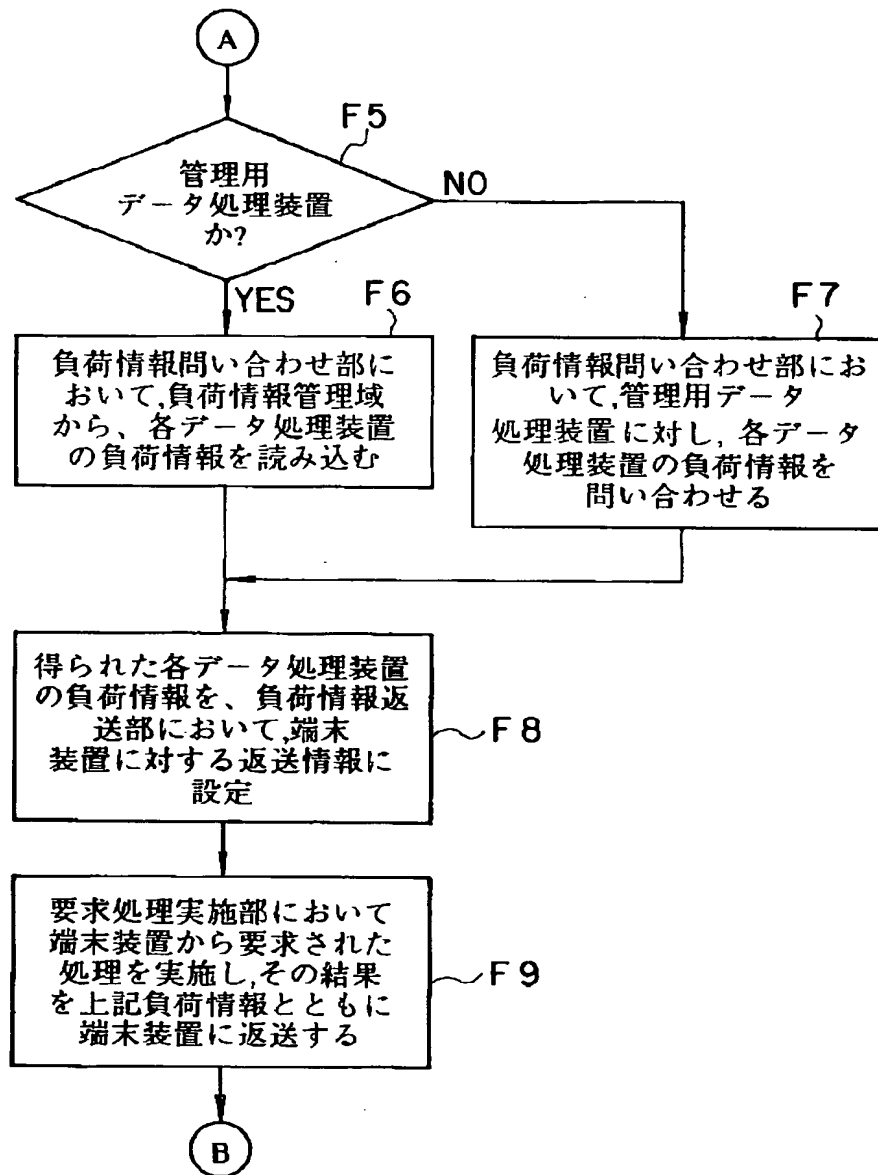 A
F5
管理用
データ処理装置
か?
NO
YES
F6
負荷情報問い合わせ部に
おいて,負荷情報管理域
から、各データ処理装置
の負荷情報を読み込む
F7
負荷情報問い合わせ部にお
いて,管理用データ
処理装置に対し,各データ
処理装置の負荷情報を
問い合わせる
得られた各データ処理装置
の負荷情報を、負荷情報返
送部において,端末
装置に対する返送情報に
設定
F8
要求処理実施部において
端末装置から要求された
処理を実施し,その結果
を上記負荷情報とともに
端末装置に返送する
F9
B